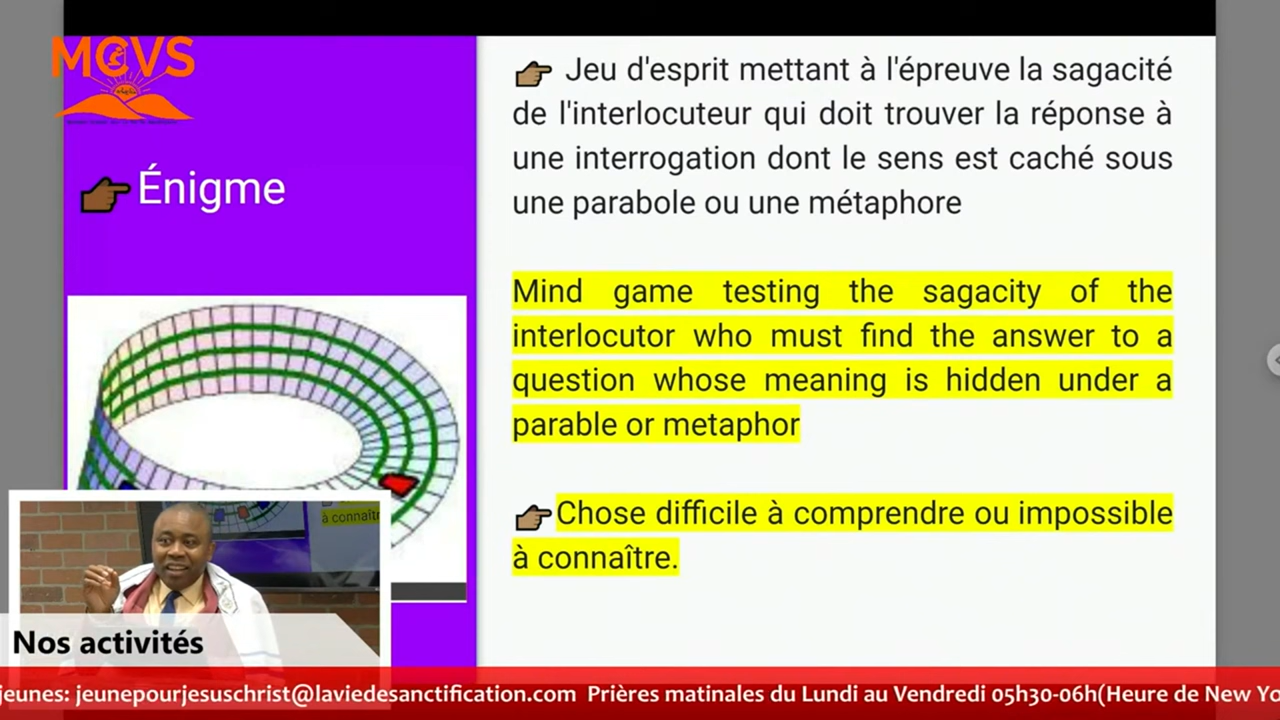 MCVS
Énigme
Jeu d'esprit mettant à l'épreuve la sagacité
de l'interlocuteur qui doit trouver la réponse à
une interrogation dont le sens est caché sous
une parabole ou une métaphore
Mind game testing the sagacity of the
interlocutor who must find the answer to a
question whose meaning is hidden under a
parable or metaphor
Chose difficile à comprendre ou impossible
à connaître.
à connaîtr
Nos activités
jeunes: jeunepourjesuschrist@laviedesanctification.com Prières matinales du Lundi au Vendredi 05h30-06h(Heure de New Yo